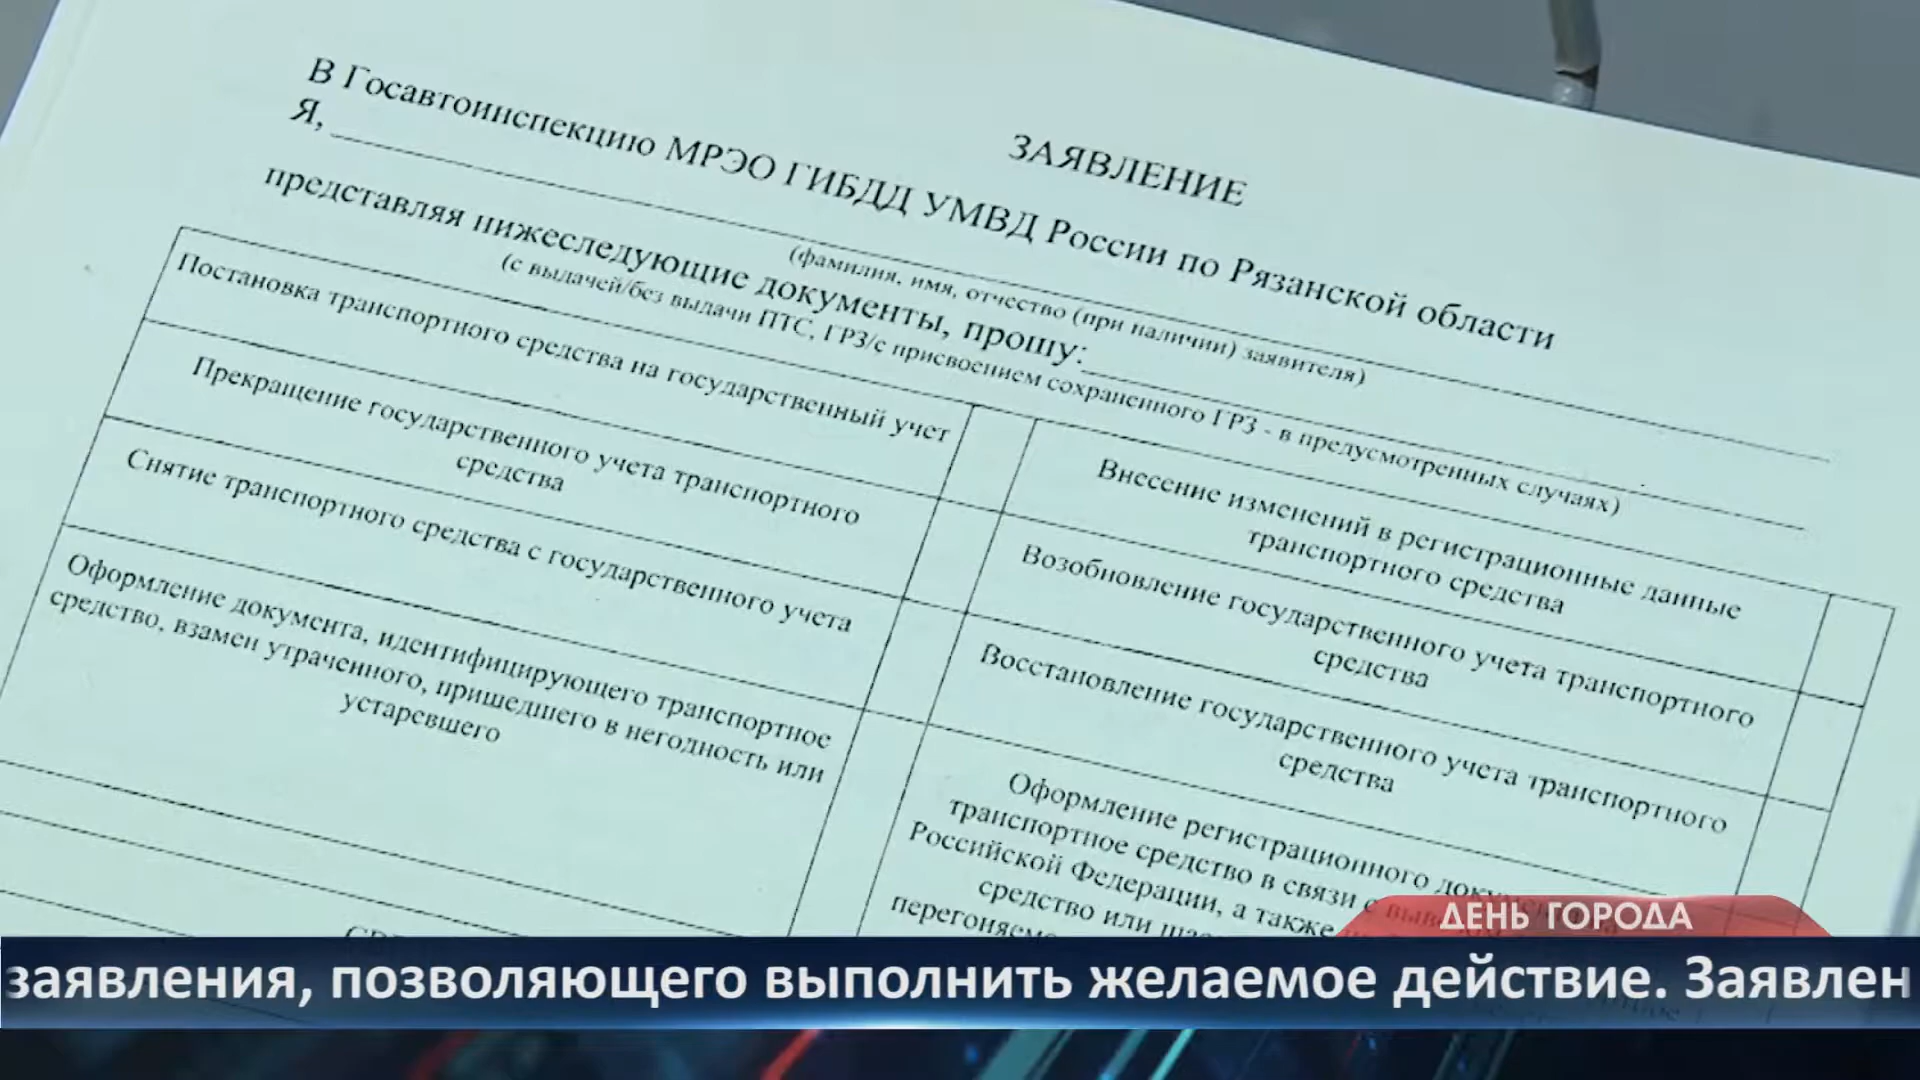 ЗАЯВЛЕНИЕ
В Госавтоинспекцию МРЭО ГИБДД УМВД России по Рязанской области
Я,
(фамилия, имя, отчество (при наличии) заявителя)
представляя нижеследующие документы, прошу:
(с выдачей/без выдачи ПТС, ГРЗ/с присвоением сохраненного ГРЗ - в предусмотренных случаях)
Постановка транспортного средства на государственный учет
Внесение изменений в регистрационные данные
транспортного средства
Прекращение государственного учета транспортного
средства
Возобновление государственного учета транспортного
средства
Снятие транспортного средства с государственного учета
Восстановление государственного учета транспортного
средства
Оформление документа, идентифицирующего транспортное
средство, взамен утраченного, пришедшего в негодность или
устаревшего
Оформление регистрационного
транспортное средство в связи с
Российской Федерации, а также
средство или
ДЕНЬ ГОРОДА
заявления, позволяющего выполнить желаемое действие. Заявлен